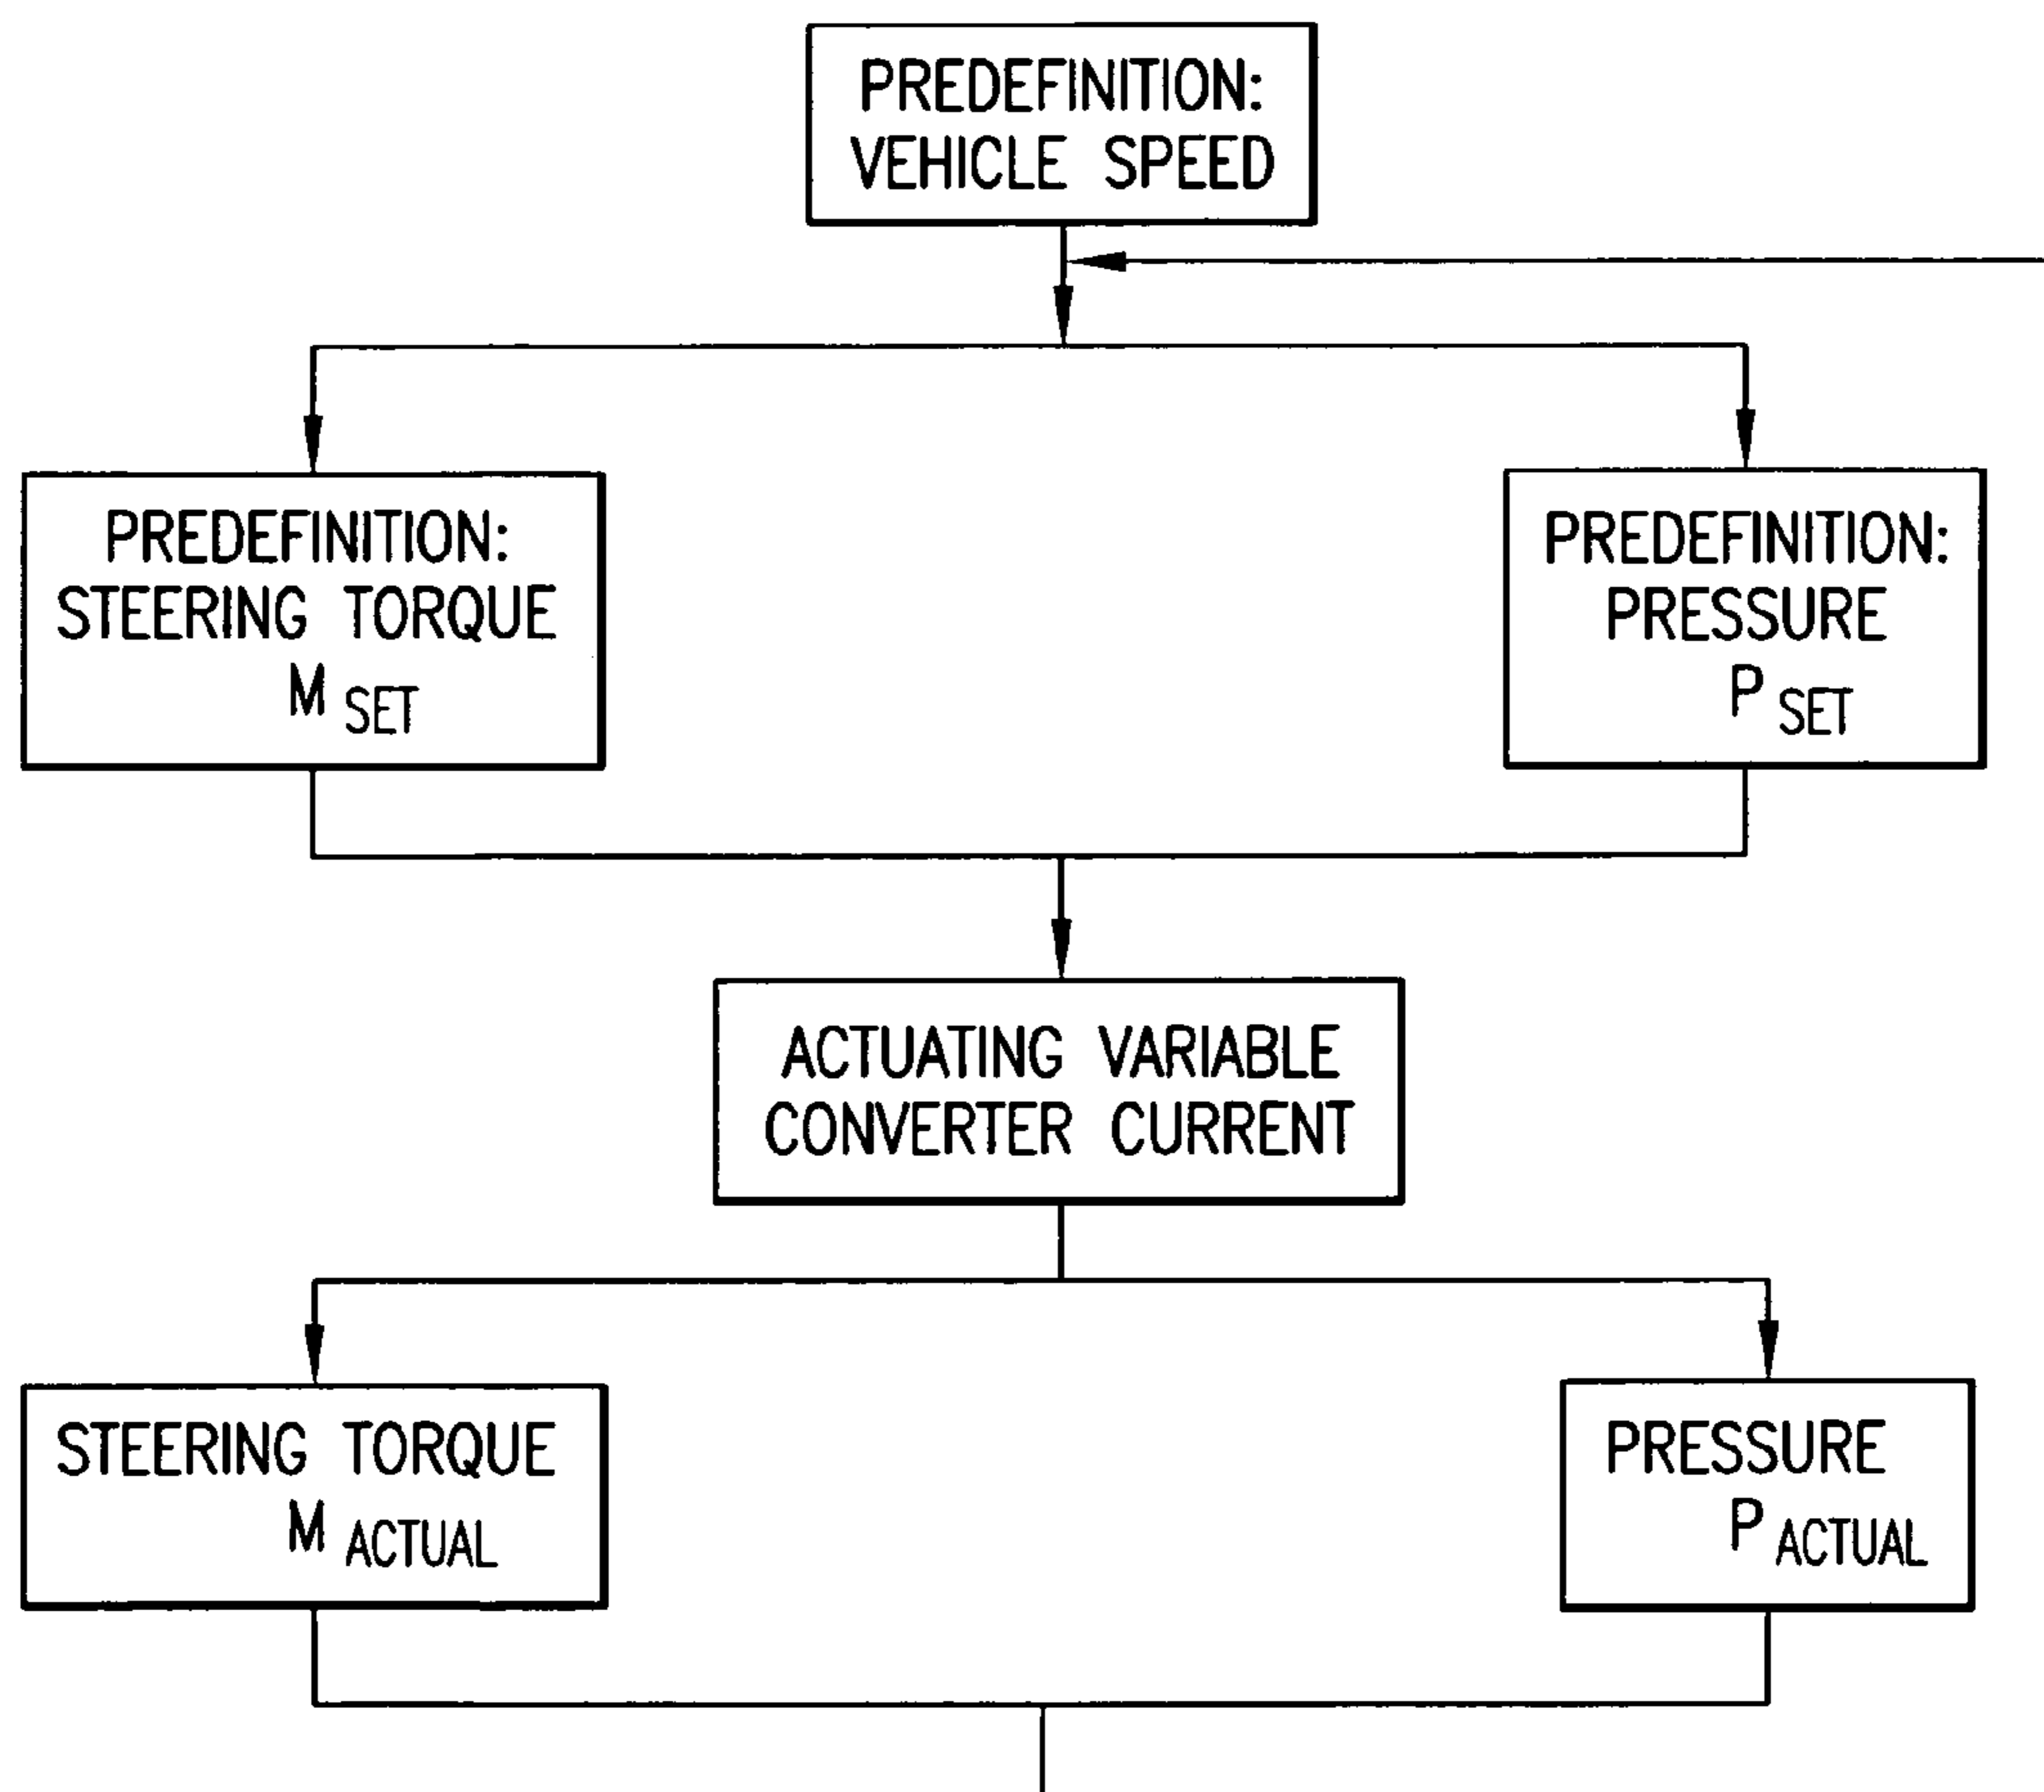 PREDEFINITION:
VEHICLE SPEED
PREDEFINITION:
STEERING TORQUE
M SET
PREDEFINITION:
PRESSURE
P SET
ACTUATING VARIABLE
CONVERTER CURRENT
STEERING TORQUE
M ACTUAL
PRESSURE
P ACTUAL